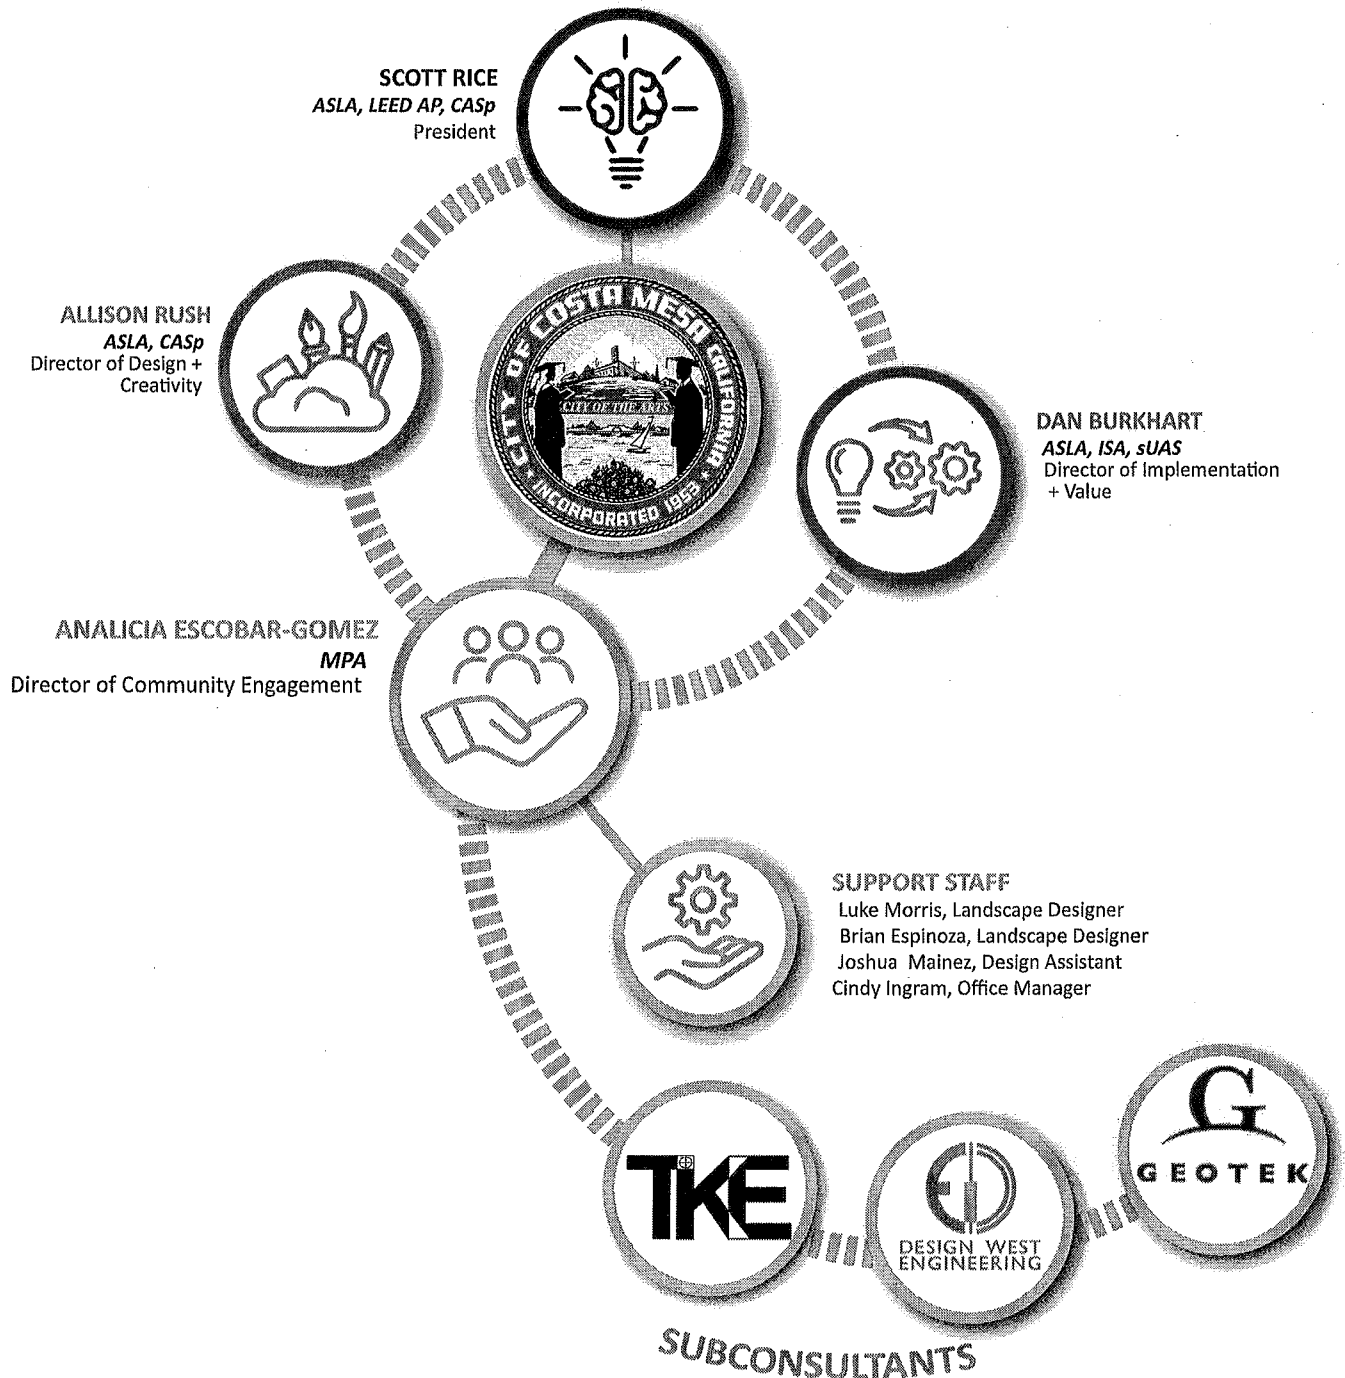 SCOTT RICE
ASLA, LEED AP, CASp
President
ALLISON RUSH
ASLA, CASp
Director of Design +
Creativity
CITY OF COSTA MESA CALIFORNIA
CITY OF THE ARTS
INCORPORATED 1953
DAN BURKHART
ASLA, ISA, sUAS
Director of Implementation
+ Value
ANALICIA ESCOBAR-GOMEZ
MPA
Director of Community Engagement
SUPPORT STAFF
Luke Morris, Landscape Designer
Brian Espinoza, Landscape Designer
Joshua Mainez, Design Assistant
Cindy Ingram, Office Manager
TKE
DESIGN WEST
ENGINEERING
G
GEOTEK
SUBCONSULTANTS